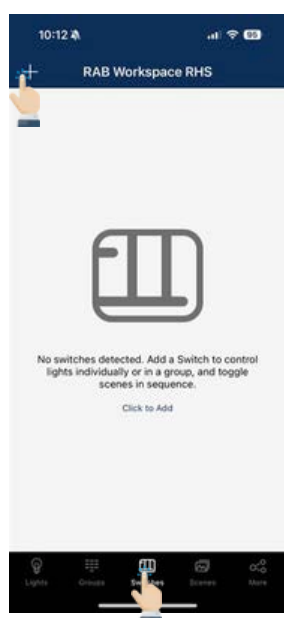 10:12
95
+ RAB Workspace RHS
No switches detected. Add a Switch to control
lights individually or in a group, and toggle
scenes in sequence.
Click to Add
Lights Groups Switches Scenes More